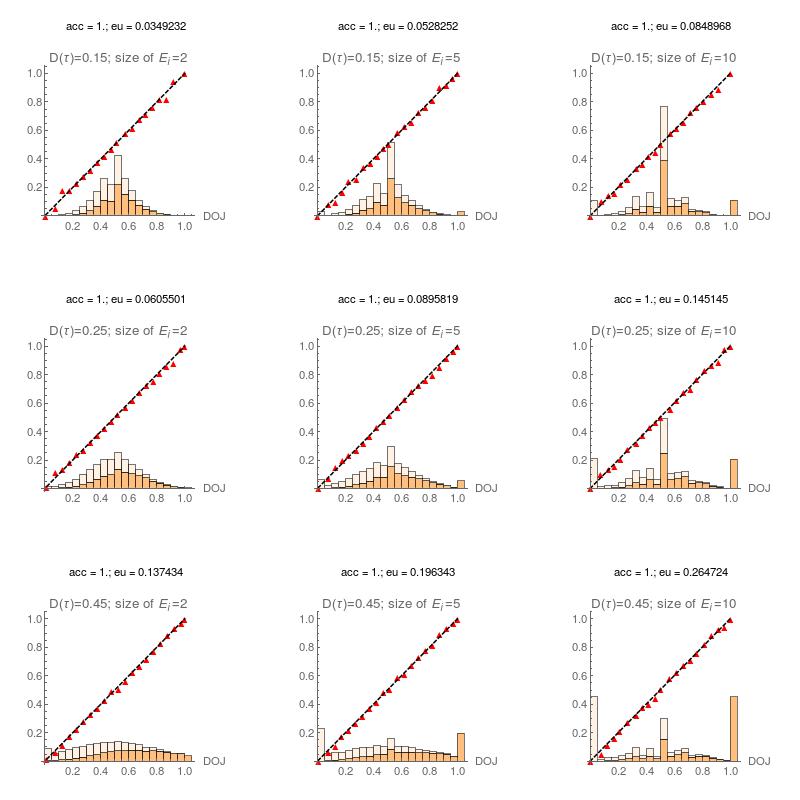 acc = 1.; eu = 0.0349232
acc = 1.; eu = 0.0528252
acc = 1.; eu = 0.0848968
D(τ)=0.15; size of Ei=2
D(τ)=0.15; size of Ei=5
D(τ)=0.15; size of Ei=10
1.0
0.8
0.6
0.4
0.2
0.2 0.4 0.6 0.8 1.0
DOJ
1.0
0.8
0.6
0.4
0.2
0.2 0.4 0.6 0.8 1.0
DOJ
1.0
0.8
0.6
0.4
0.2
0.2 0.4 0.6 0.8 1.0
DOJ
acc = 1.; eu = 0.0605501
acc = 1.; eu = 0.0895819
acc = 1.; eu = 0.145145
D(τ)=0.25; size of Ei=2
D(τ)=0.25; size of Ei=5
D(τ)=0.25; size of Ei=10
1.0
0.8
0.6
0.4
0.2
0.2 0.4 0.6 0.8 1.0
DOJ
1.0
0.8
0.6
0.4
0.2
0.2 0.4 0.6 0.8 1.0
DOJ
1.0
0.8
0.6
0.4
0.2
0.2 0.4 0.6 0.8 1.0
DOJ
acc = 1.; eu = 0.137434
acc = 1.; eu = 0.196343
acc = 1.; eu = 0.264724
D(τ)=0.45; size of Ei=2
D(τ)=0.45; size of Ei=5
D(τ)=0.45; size of Ei=10
1.0
0.8
0.6
0.4
0.2
0.2 0.4 0.6 0.8 1.0
DOJ
1.0
0.8
0.6
0.4
0.2
0.2 0.4 0.6 0.8 1.0
DOJ
1.0
0.8
0.6
0.4
0.2
0.2 0.4 0.6 0.8 1.0
DOJ